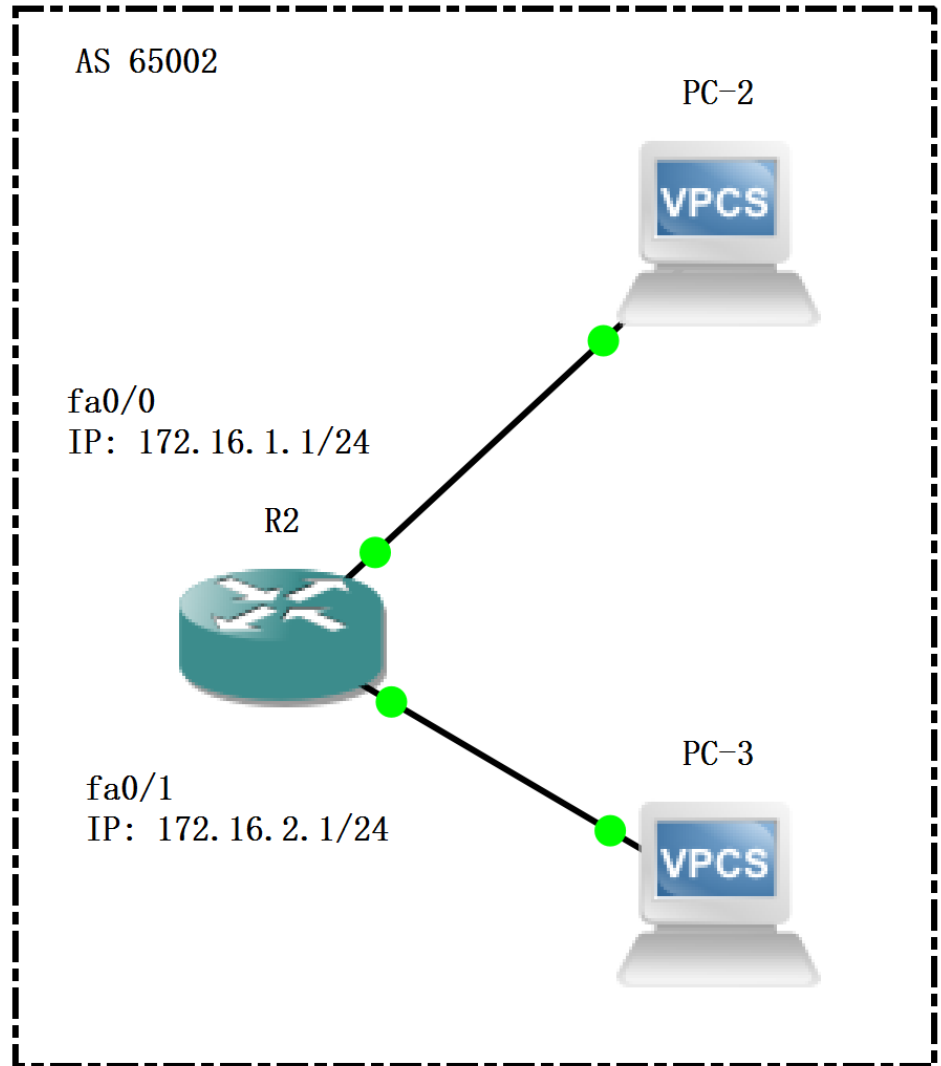 AS 65002
PC-2
VPCS
fa0/0
IP: 172.16.1.1/24
R2
fa0/1
IP: 172.16.2.1/24
PC-3
VPCS